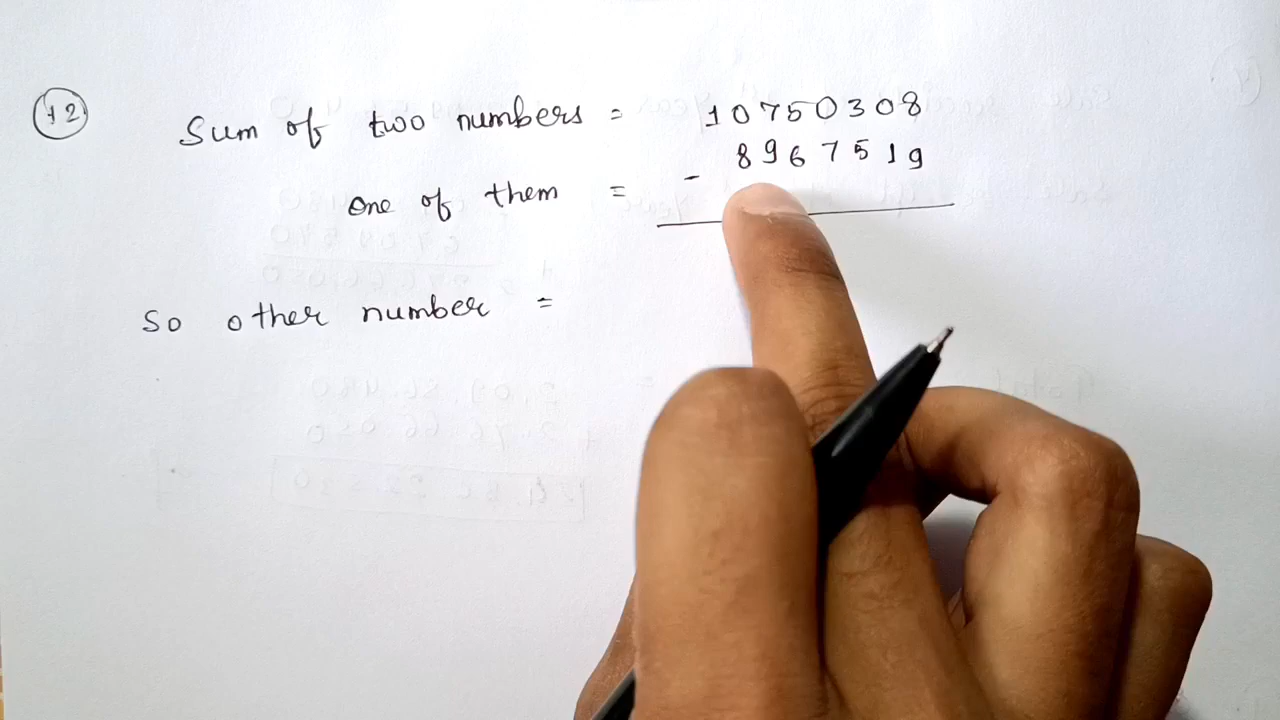 12
Sum of two numbers = 10750308
One of them = - 8967519
So other number =